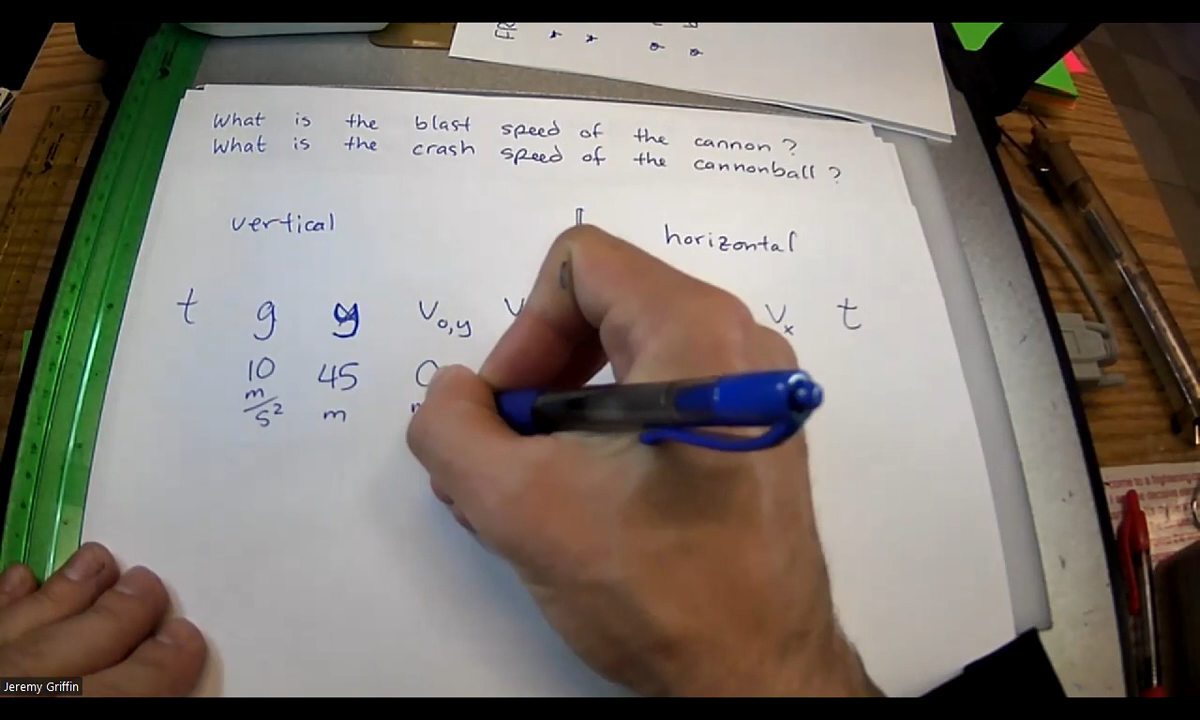 What is the blast speed of the cannon?
What is the crash speed of the cannonball?
vertical
horizontal
t g y v₀,y v
vₓ t
10 45 0
m/s² m
Jeremy Griffin